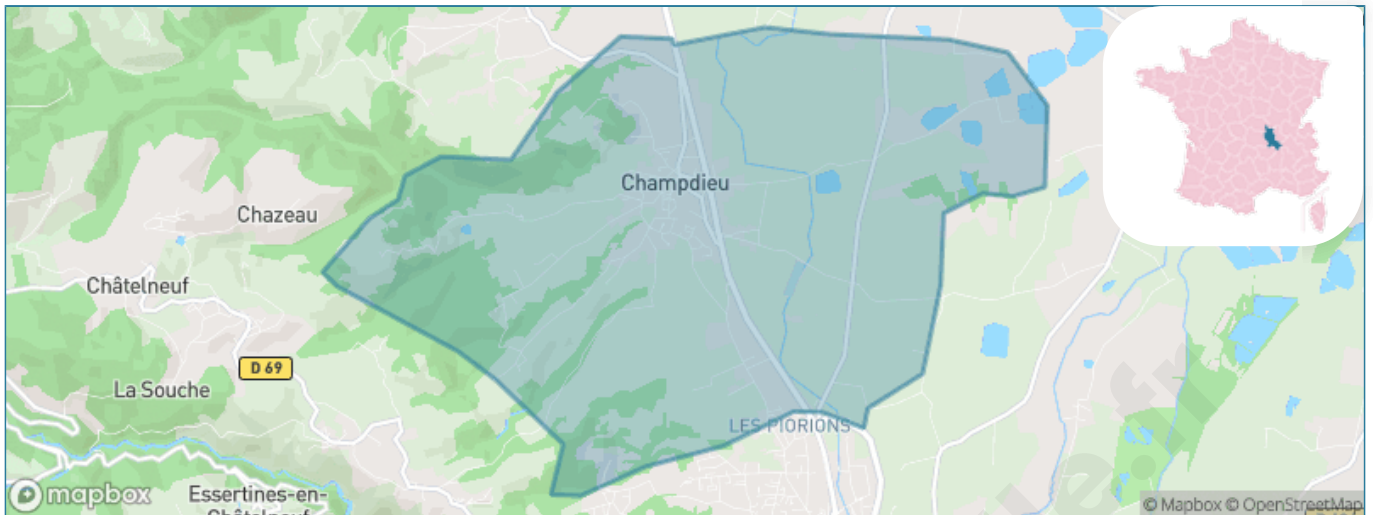 Champdieu
Chazeau
Châtelneuf
D 69
La Souche
LES PIORIONS
Essertines-en-
Châtelneuf
mapbox
© Mapbox © OpenStreetMap